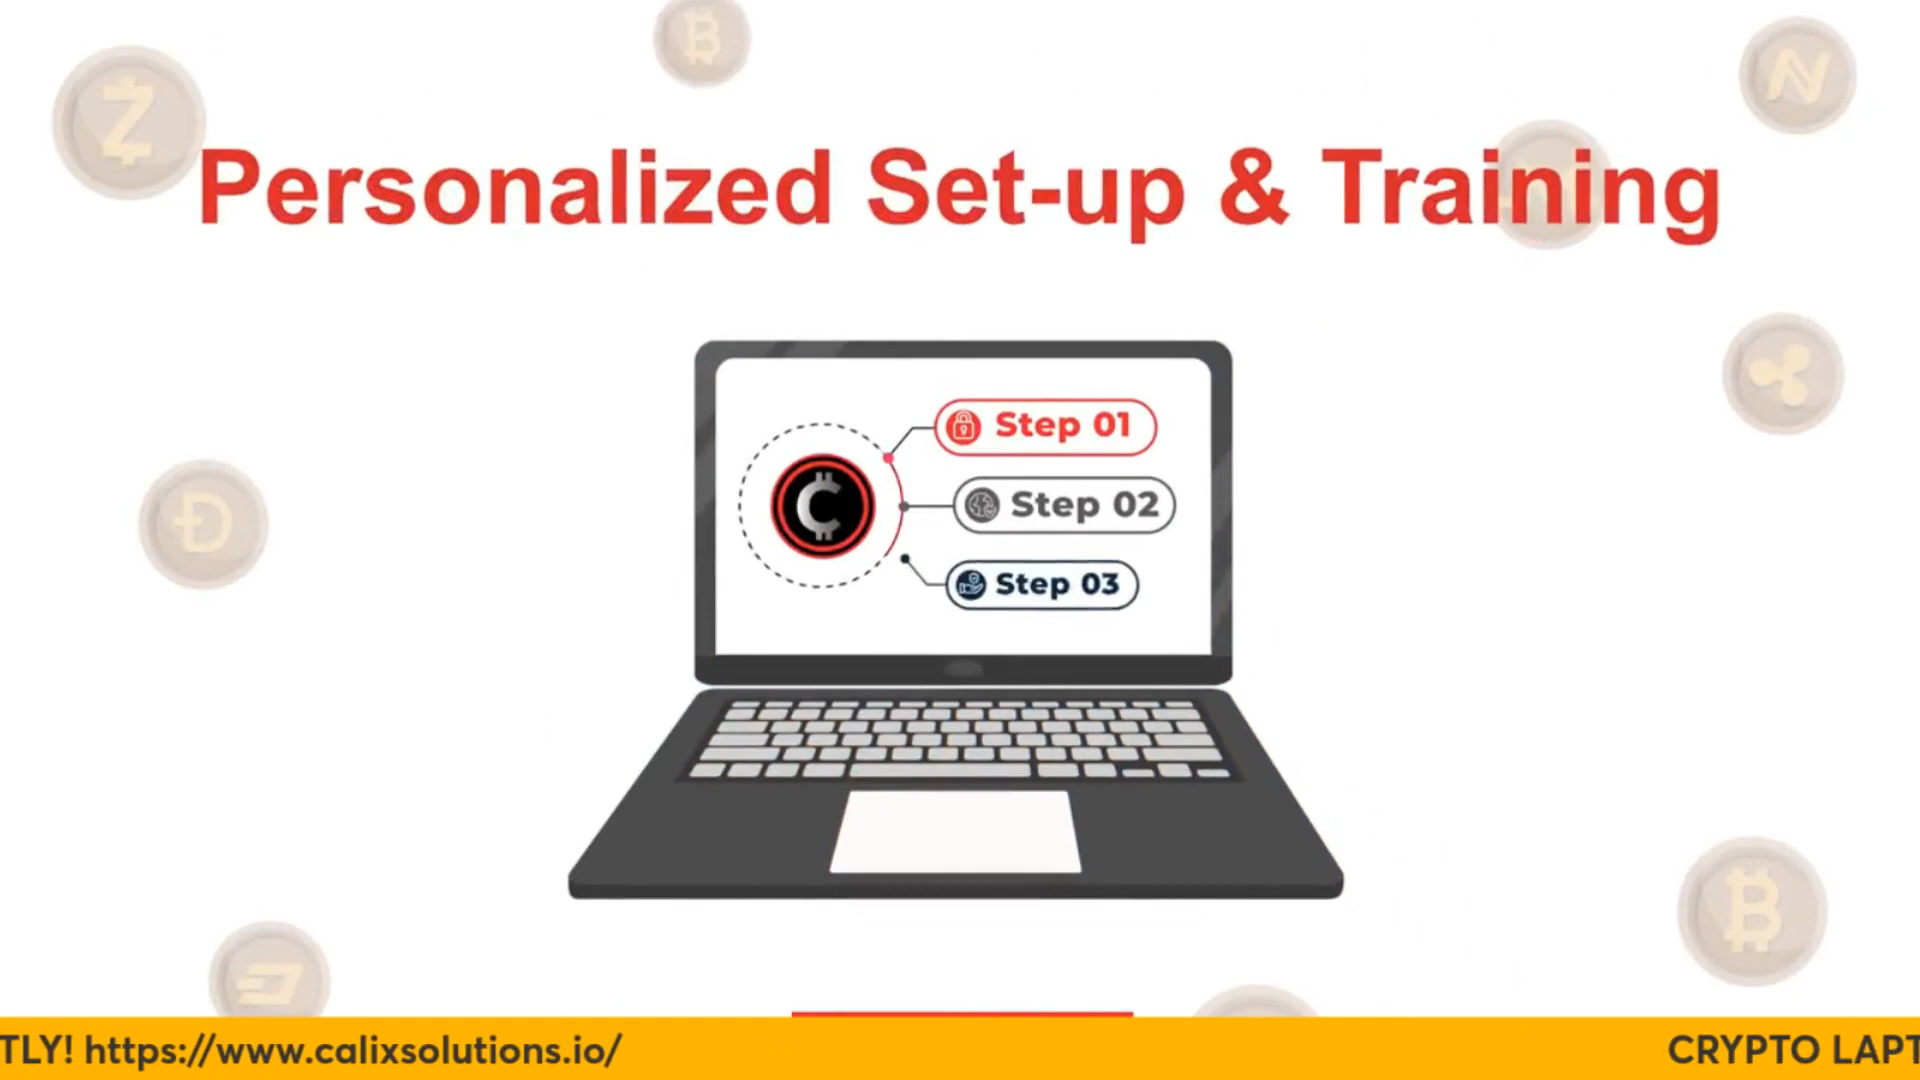 Personalized Set-up & Training
Step 01
Step 02
Step 03
TLY! https://www.calixsolutions.io/
CRYPTO LAPT